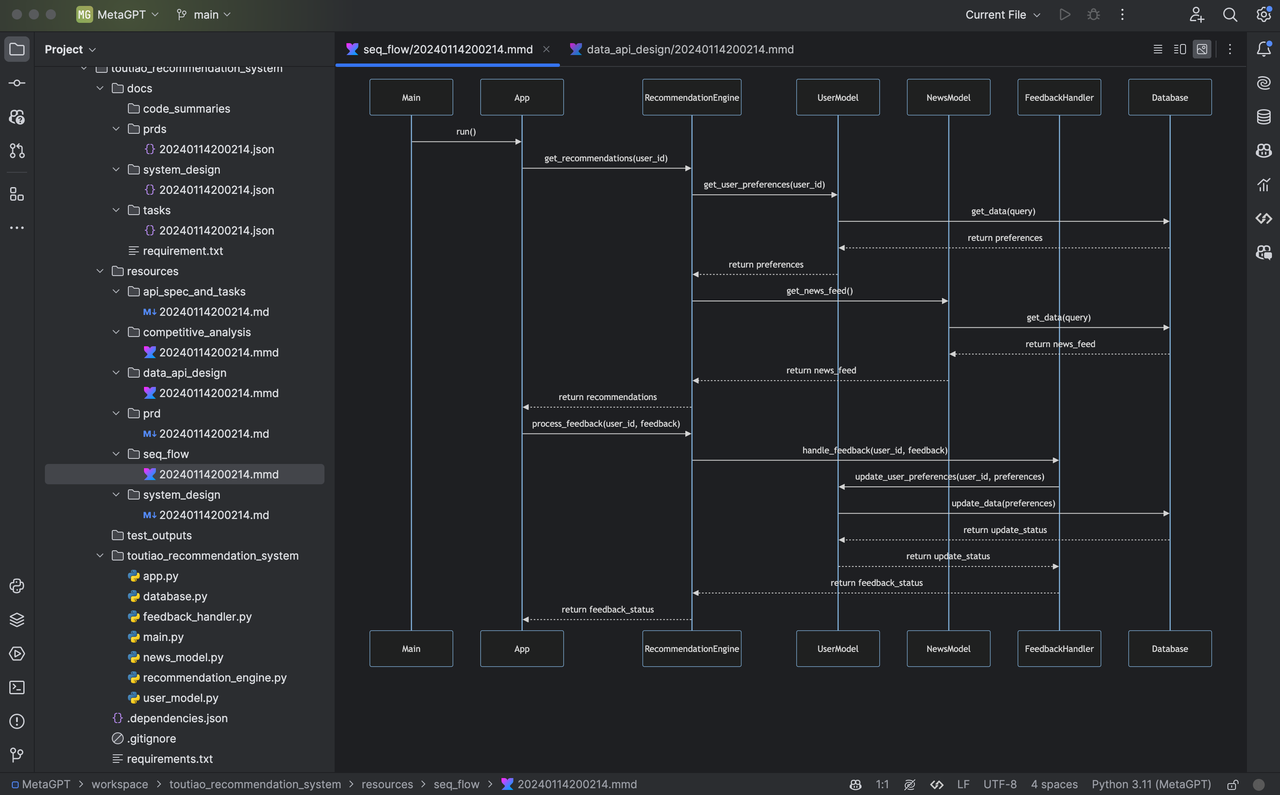 MG MetaGPT main Current File
Project
seq_flow/20240114200214.mmd data_api_design/20240114200214.mmd
toutiao_recommendation_system
docs
code_summaries
prds
{} 20240114200214.json
system_design
{} 20240114200214.json
tasks
{} 20240114200214.json
requirement.txt
resources
api_spec_and_tasks
M↓ 20240114200214.md
competitive_analysis
20240114200214.mmd
data_api_design
20240114200214.mmd
prd
M↓ 20240114200214.md
seq_flow
20240114200214.mmd
system_design
M↓ 20240114200214.md
test_outputs
toutiao_recommendation_system
app.py
database.py
feedback_handler.py
main.py
news_model.py
recommendation_engine.py
user_model.py
{} .dependencies.json
.gitignore
requirements.txt
Main App RecommendationEngine UserModel NewsModel FeedbackHandler Database
run()
get_recommendations(user_id)
get_user_preferences(user_id)
get_data(query)
return preferences
return preferences
get_news_feed()
get_data(query)
return news_feed
return news_feed
return recommendations
process_feedback(user_id, feedback)
handle_feedback(user_id, feedback)
update_user_preferences(user_id, preferences)
update_data(preferences)
return update_status
return update_status
return feedback_status
return feedback_status
Main App RecommendationEngine UserModel NewsModel FeedbackHandler Database
MetaGPT > workspace > toutiao_recommendation_system > resources > seq_flow > 20240114200214.mmd 1:1 LF UTF-8 4 spaces Python 3.11 (MetaGPT)